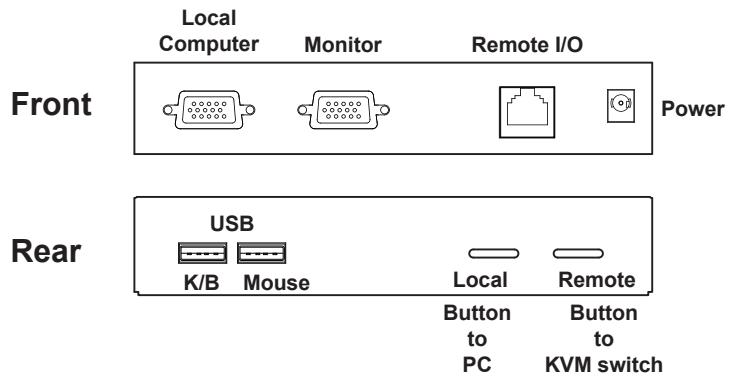 Local
Computer
Monitor
Remote I/O
Front
Power
Rear
USB
K/B
Mouse
Local
Remote
Button
to
PC
Button
to
KVM switch